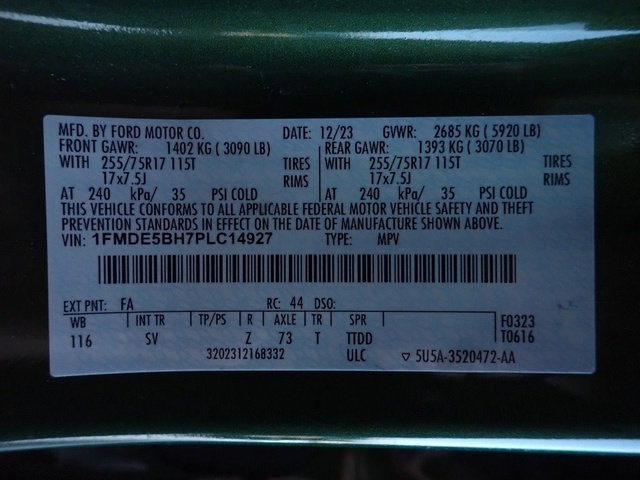 MFD. BY FORD MOTOR CO. DATE: 12/23 GVWR: 2685 KG ( 5920 LB)
FRONT GAWR: 1402 KG ( 3090 LB) REAR GAWR: 1393 KG ( 3070 LB)
WITH 255/75R17 115T TIRES WITH 255/75R17 115T TIRES
17x7.5J RIMS 17x7.5J RIMS
AT 240 kPa/ 35 PSI COLD AT 240 kPa/ 35 PSI COLD
THIS VEHICLE CONFORMS TO ALL APPLICABLE FEDERAL MOTOR VEHICLE SAFETY AND THEFT
PREVENTION STANDARDS IN EFFECT ON THE DATE OF MANUFACTURE SHOWN ABOVE.
VIN: 1FMDE5BH7PLC14927 TYPE: MPV
EXT PNT: FA RC: 44 DSO:
WB INT TR TP/PS R AXLE TR SPR F0323
116 SV Z 73 T TTDD T0616
3202312168332 ULC ▽ 5U5A-3520472-AA